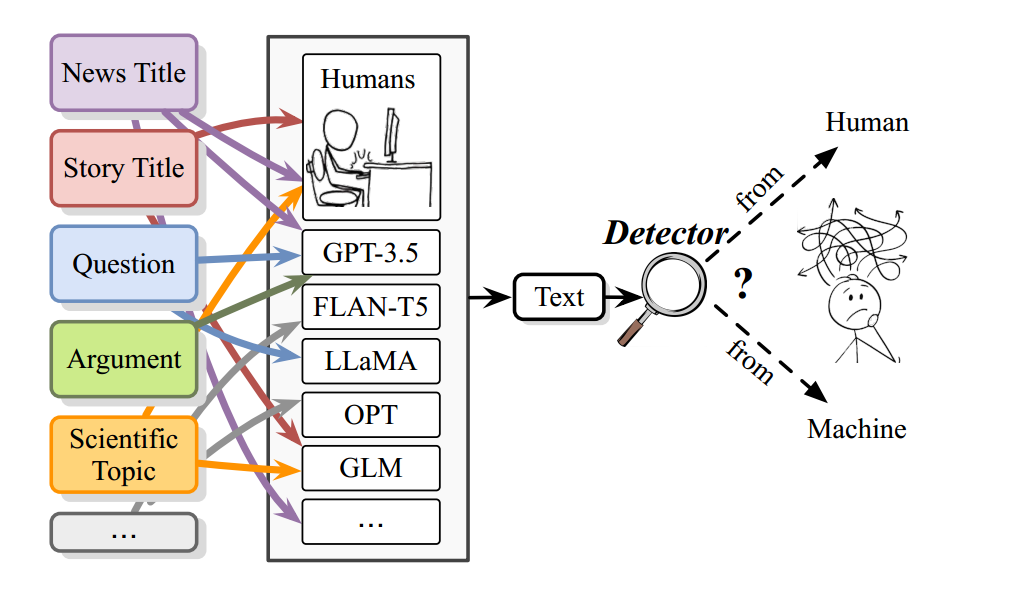 News Title
Story Title
Question
Argument
Scientific
Topic
...
Humans
GPT-3.5
FLAN-T5
LLaMA
OPT
GLM
...
Text
Detector
?
from
from
Human
Machine